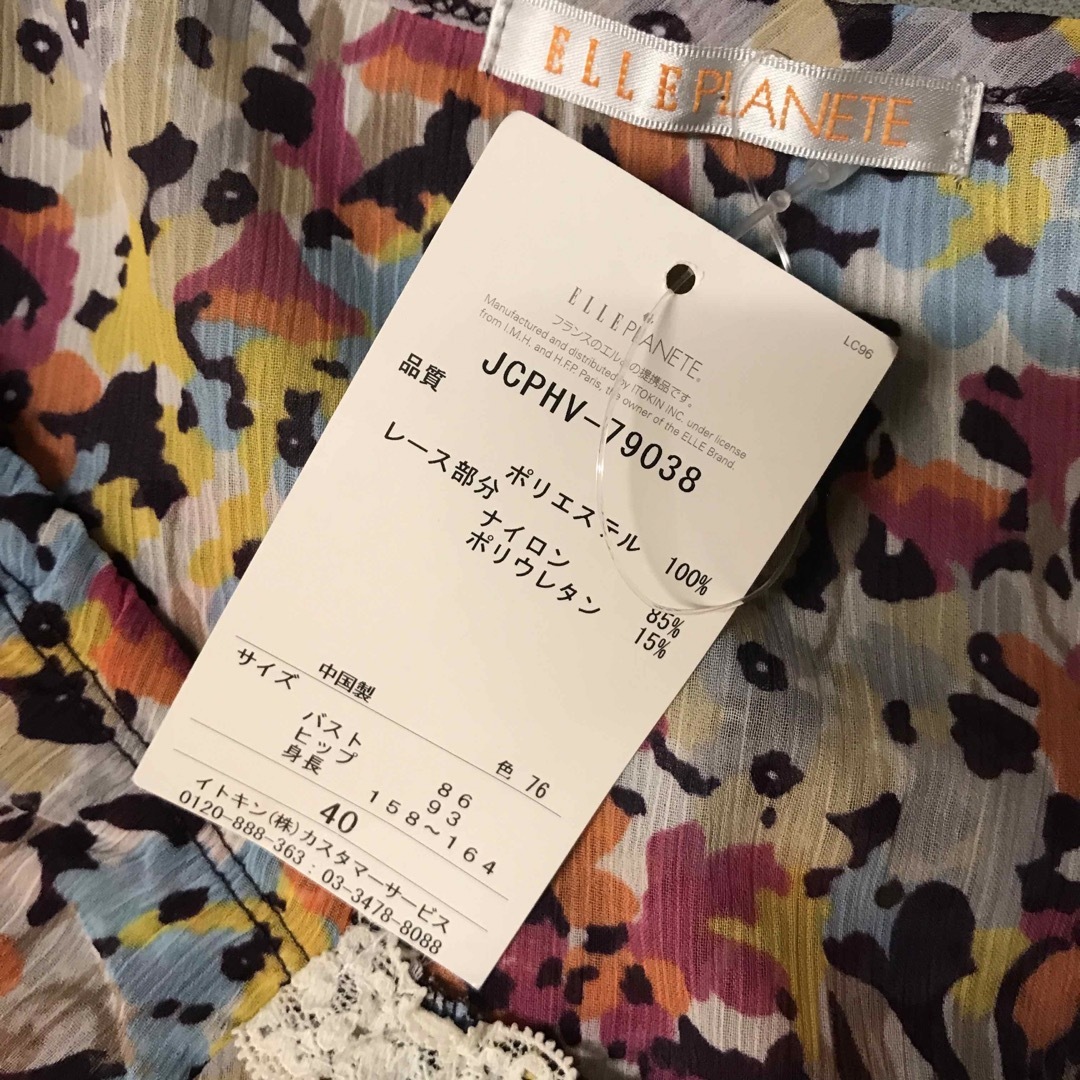 ELLE PLANETE
LC96
ELLE PLANETE®
フランスのエル の提携品です。
Manufactured and distributed by ITOKIN INC. under license
from I.M.H. and H.F.P. Paris, the owner of the ELLE Brand.
品質 JCPHV-79038
ポリエステル 100%
レース部分
ナイロン 85%
ポリウレタン 15%
中国製
サイズ 色 76
バスト 86
ヒップ 93
身長 158～164
40
イトキン(株)カスタマーサービス
0120-888-363 : 03-3478-8088